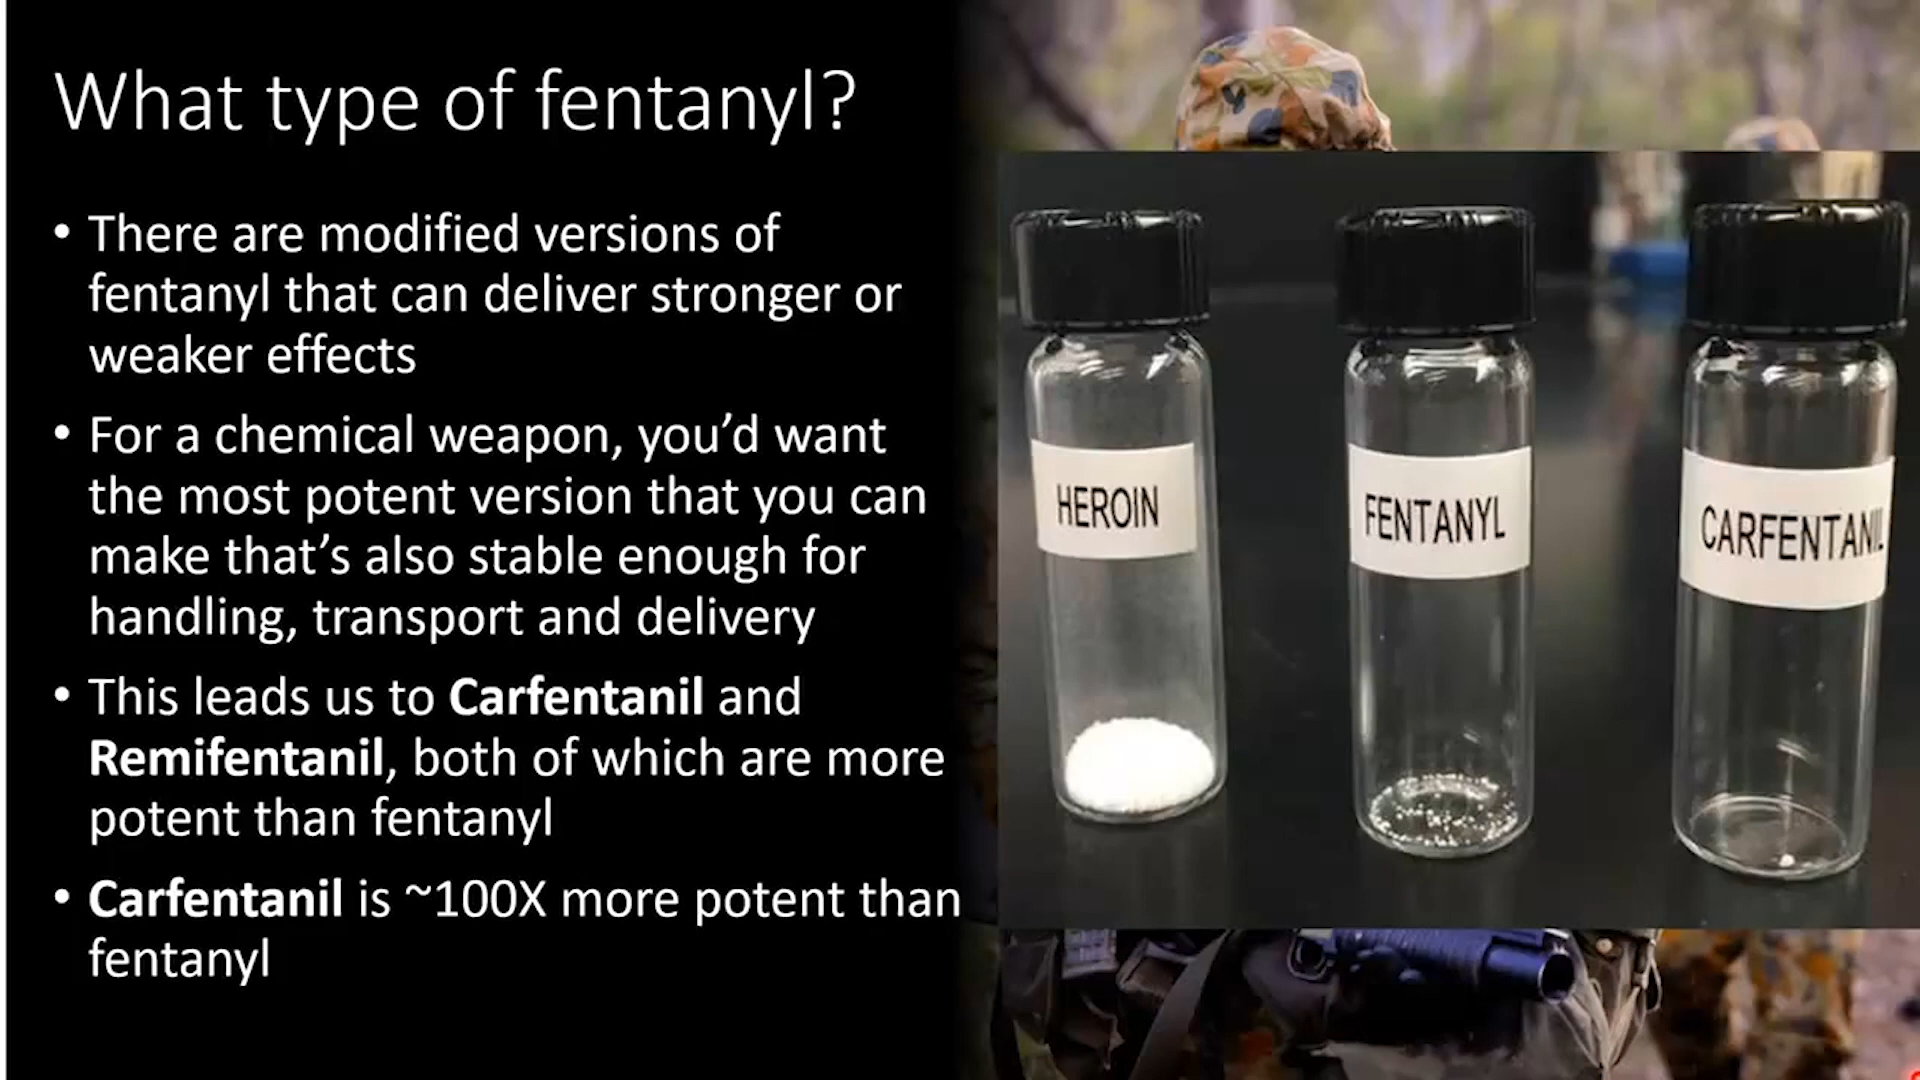 What type of fentanyl?
• There are modified versions of
fentanyl that can deliver stronger or
weaker effects
• For a chemical weapon, you’d want
the most potent version that you can
make that’s also stable enough for
handling, transport and delivery
• This leads us to Carfentanil and
Remifentanil, both of which are more
potent than fentanyl
• Carfentanil is ~100X more potent than
fentanyl
HEROIN
FENTANYL
CARFENTANIL